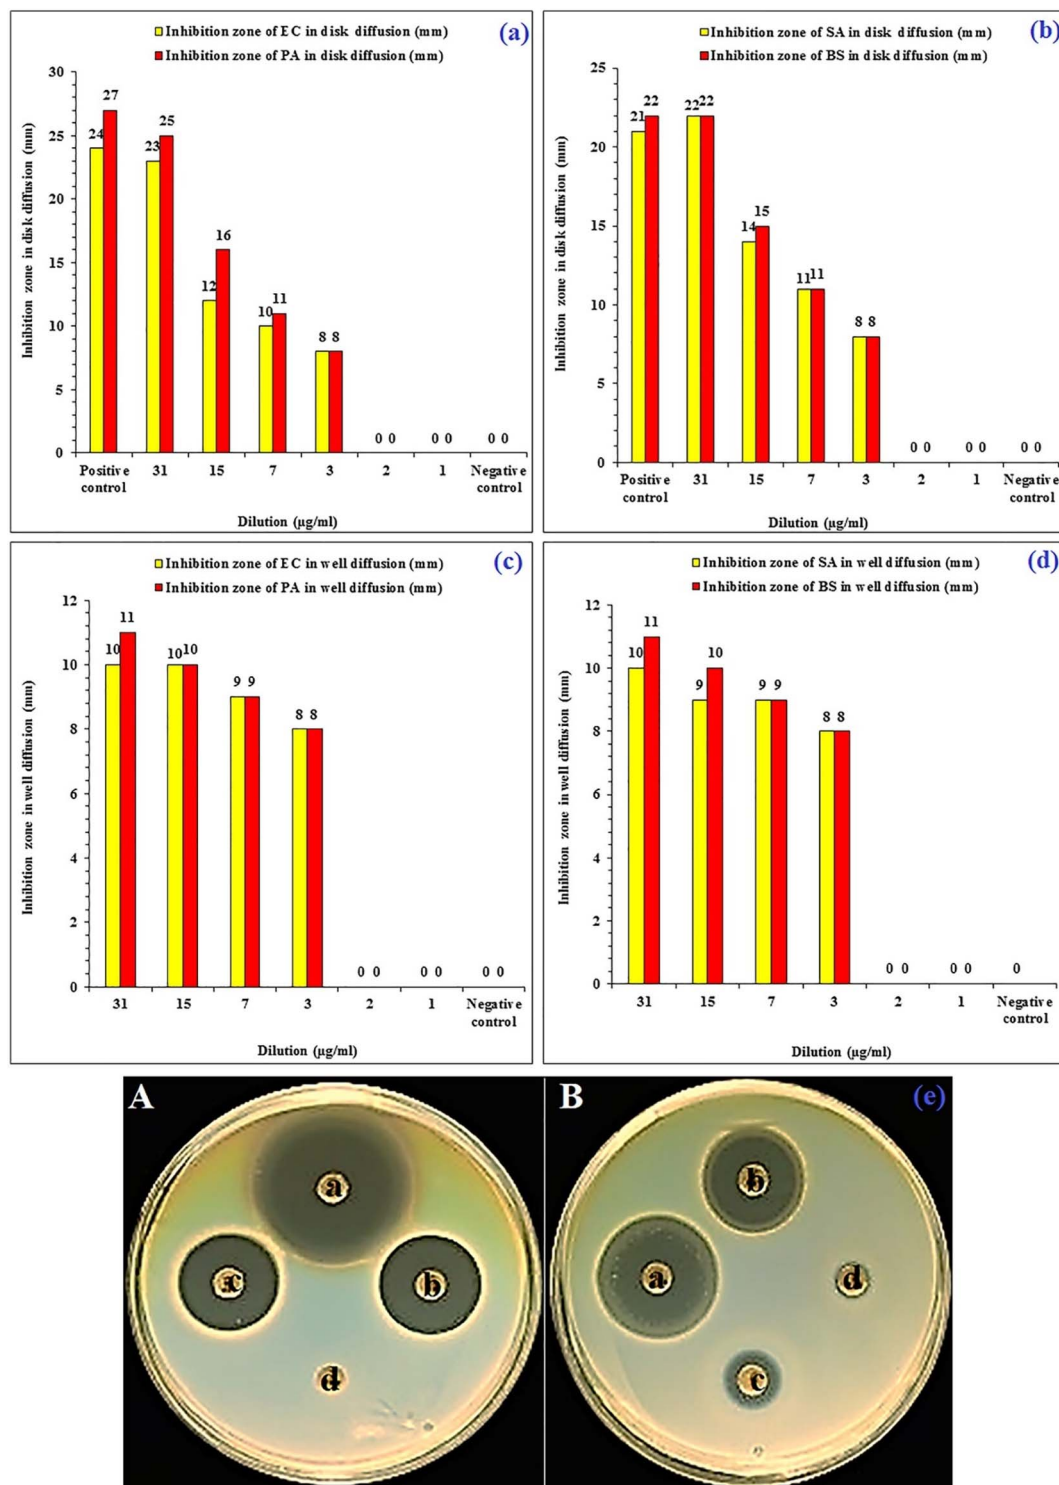 Inhibition zone of EC in disk diffusion (mm)
Inhibition zone of PA in disk diffusion (mm)
(a)
Inhibition zone in disk diffusion (mm)
30
25
20
15
10
5
0
24 27
23 25
12 16
10 11
8 8
0 0
0 0
0 0
Positive control
31
15
7
3
2
1
Negative control
Dilution (µg/ml)
Inhibition zone of SA in disk diffusion (mm)
Inhibition zone of BS in disk diffusion (mm)
(b)
Inhibition zone in disk diffusion (mm)
25
20
15
10
5
0
21 22
22 22
14 15
11 11
8 8
0 0
0 0
0 0
Positive control
31
15
7
3
2
1
Negative control
Dilution (µg/ml)
Inhibition zone of EC in well diffusion (mm)
Inhibition zone of PA in well diffusion (mm)
(c)
Inhibition zone in well diffusion (mm)
12
10
8
6
4
2
0
10 11
10 10
9 9
8 8
0 0
0 0
0 0
31
15
7
3
2
1
Negative control
Dilution (µg/ml)
Inhibition zone of SA in well diffusion (mm)
Inhibition zone of BS in well diffusion (mm)
(d)
Inhibition zone in well diffusion (mm)
12
10
8
6
4
2
0
10 11
9 10
9 9
8 8
0 0
0 0
0
31
15
7
3
2
1
Negative control
Dilution (µg/ml)
A
a
c
b
d
B
(e)
b
a
d
c